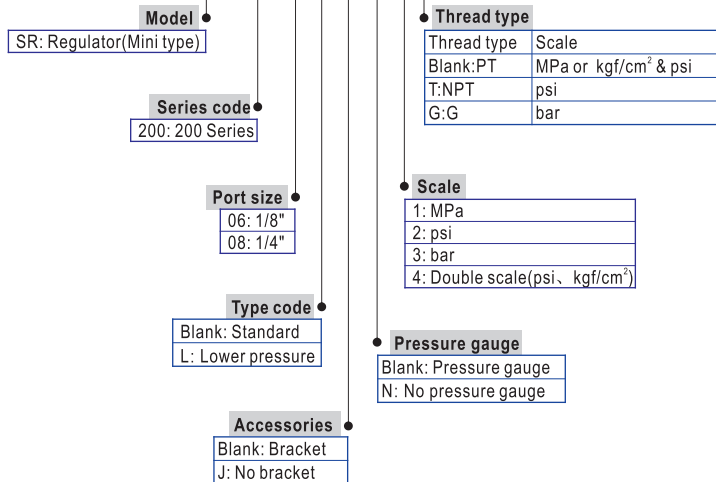 Model
SR: Regulator(Mini type)
Series code
200: 200 Series
Port size
06: 1/8"
08: 1/4"
Type code
Blank: Standard
L: Lower pressure
Accessories
Blank: Bracket
J: No bracket
Pressure gauge
Blank: Pressure gauge
N: No pressure gauge
Scale
1: MPa
2: psi
3: bar
4: Double scale(psi、kgf/cm²)
Thread type
Thread type Scale
Blank:PT MPa or kgf/cm² & psi
T:NPT psi
G:G bar